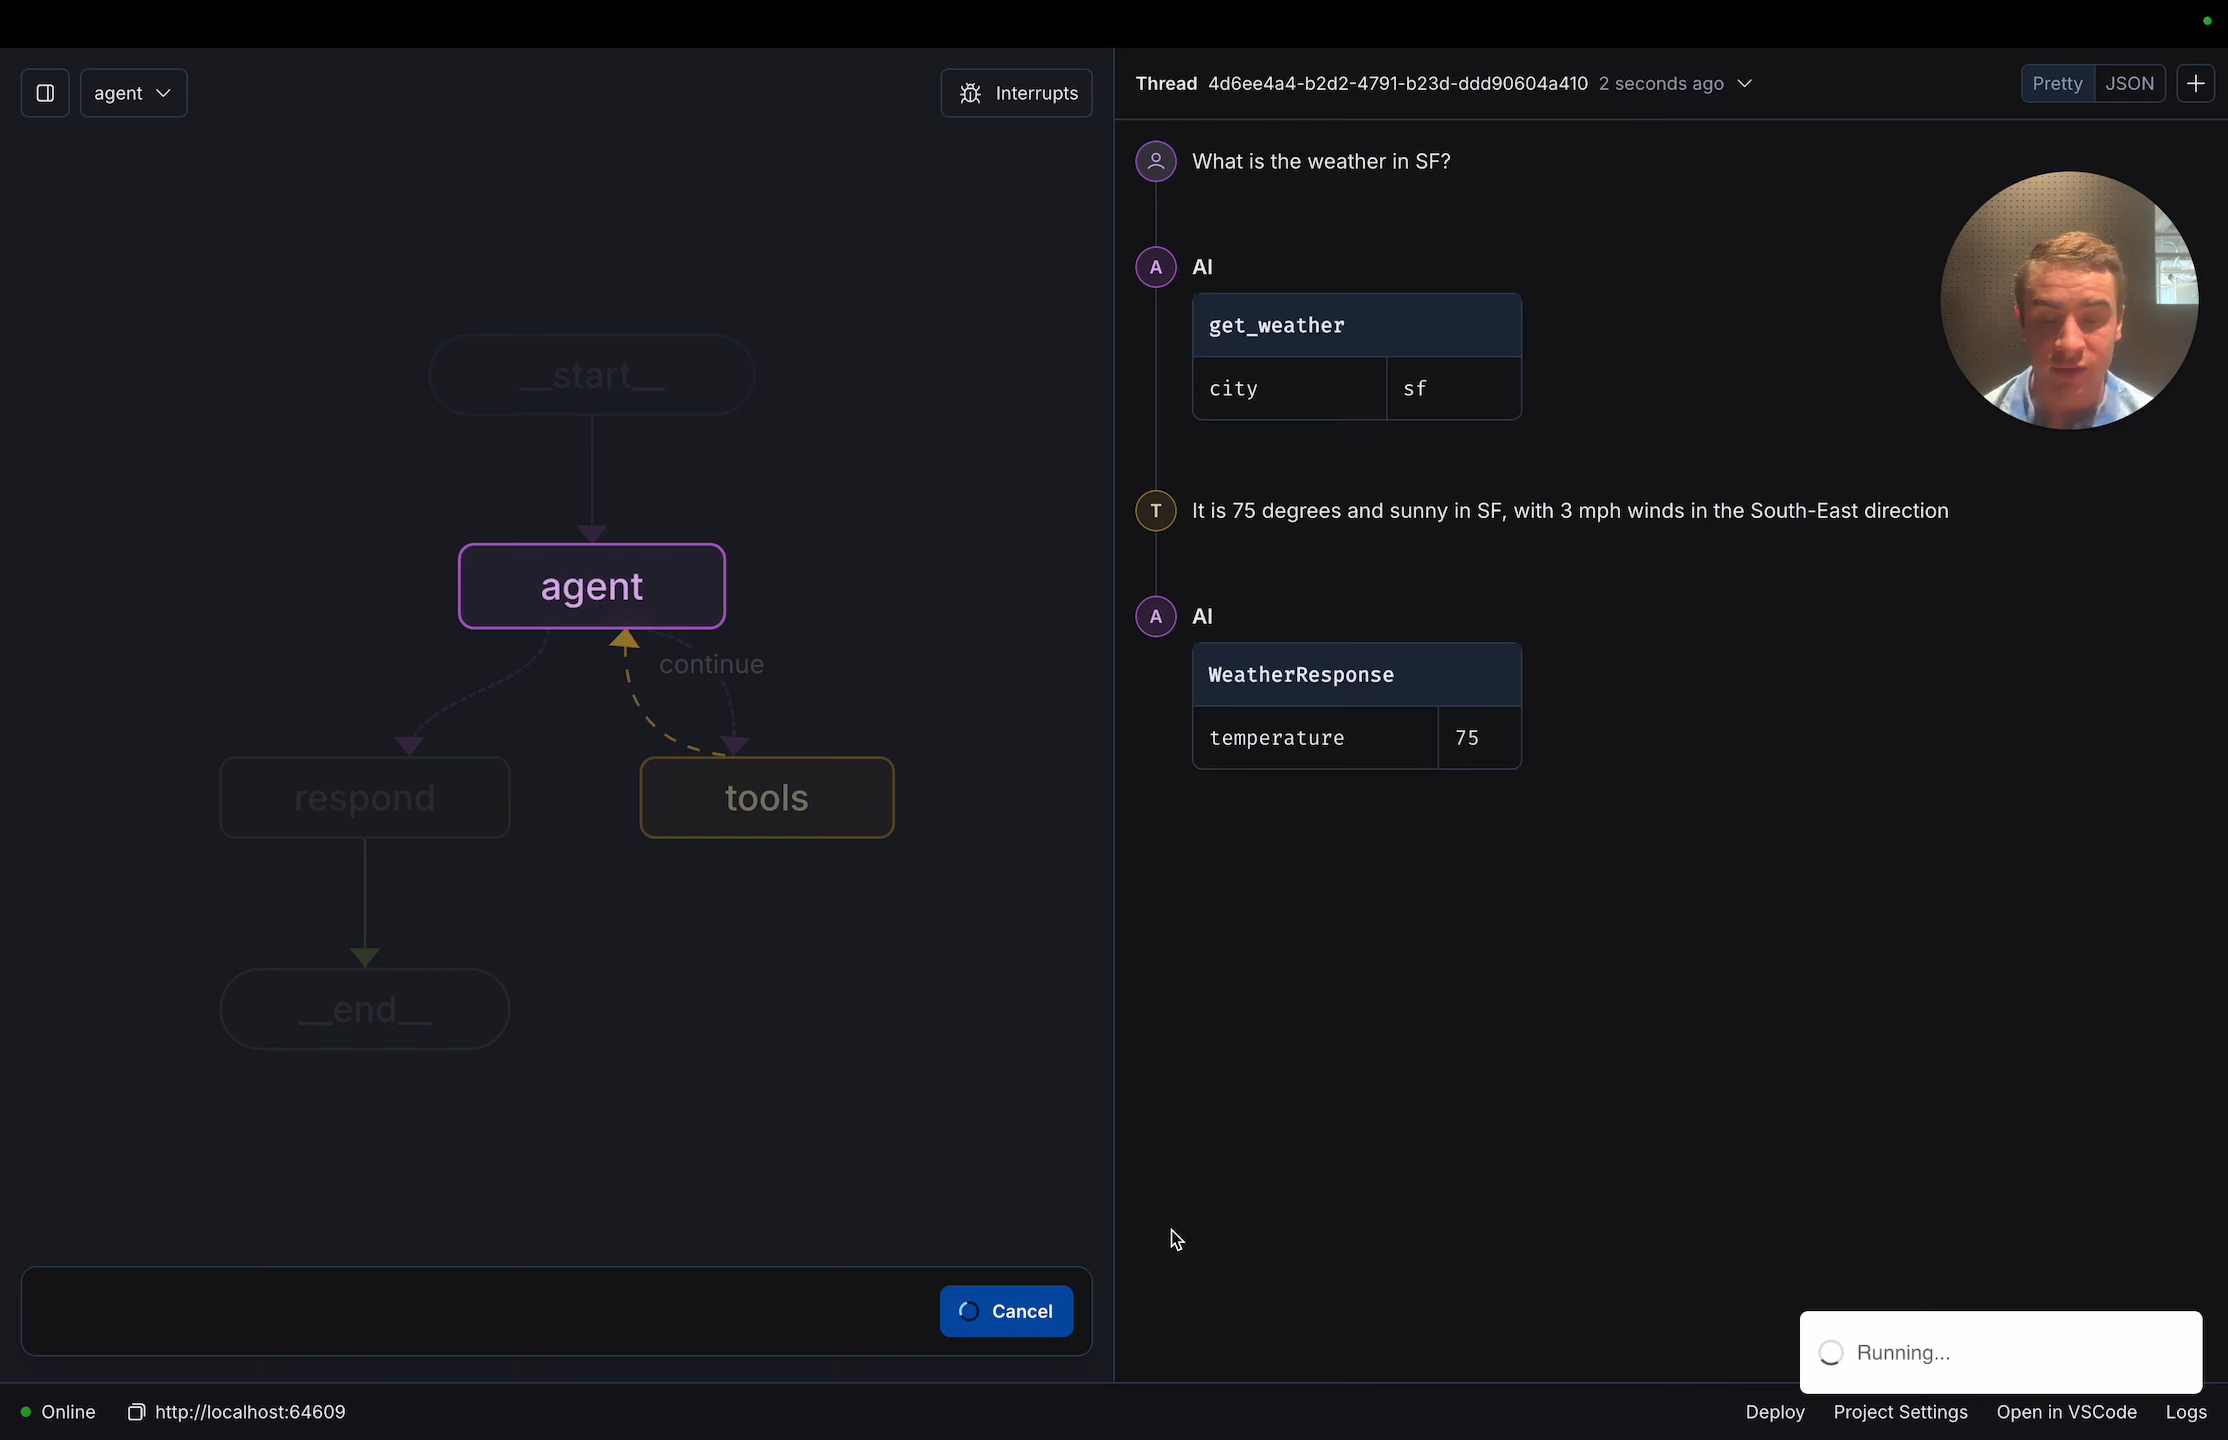 agent
Interrupts
Thread 4d6ee4a4-b2d2-4791-b23d-ddd90604a410 2 seconds ago
Pretty
JSON
What is the weather in SF?
A AI
get_weather
city sf
T It is 75 degrees and sunny in SF, with 3 mph winds in the South-East direction
A AI
WeatherResponse
temperature 75
__start__
agent
continue
respond
tools
__end__
Cancel
Running...
Online
http://localhost:64609
Deploy
Project Settings
Open in VSCode
Logs